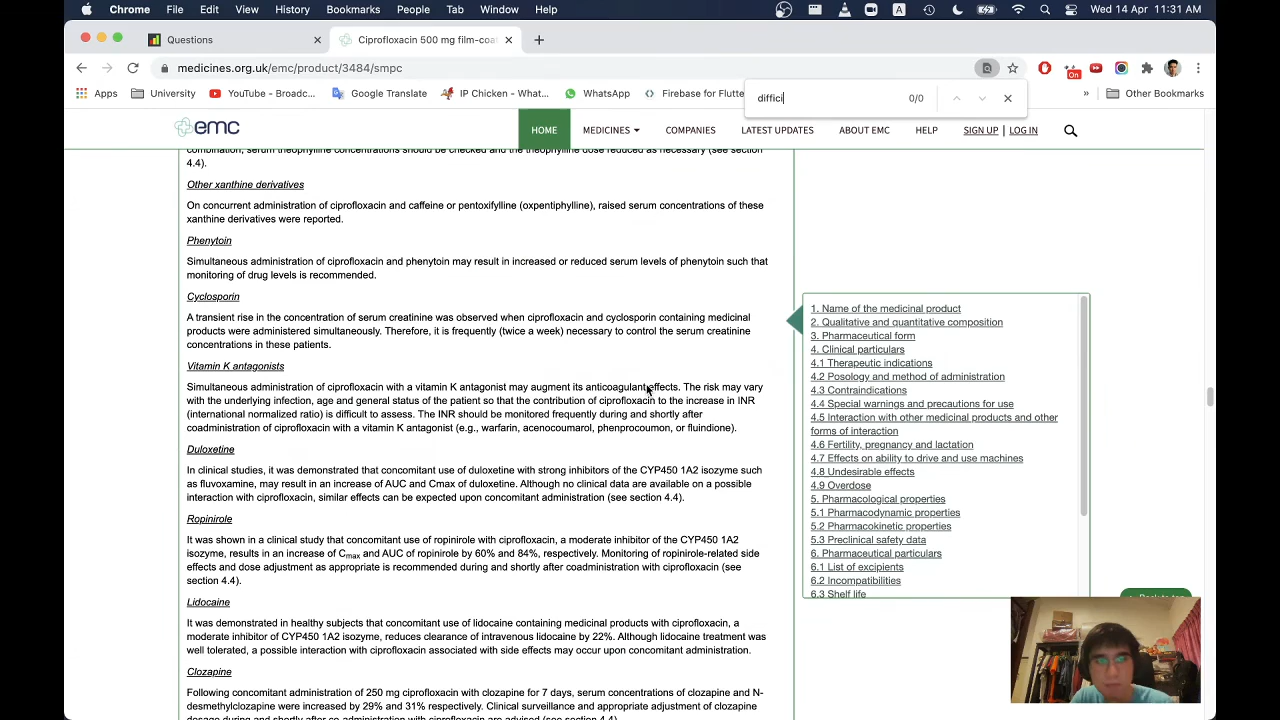 Chrome File Edit View History Bookmarks People Tab Window Help
A Wed 14 Apr 11:31 AM
Questions
Ciprofloxacin 500 mg film-coa
medicines.org.uk/emc/product/3484/smpc
On
Apps University YouTube - Broadc... Google Translate IP Chicken - What... WhatsApp Firebase for Flutte » Other Bookmarks
diffici 0/0
emc
HOME MEDICINES COMPANIES LATEST UPDATES ABOUT EMC HELP SIGN UP | LOG IN
combination, serum theophylline concentrations should be checked and the theophylline dose reduced as necessary (see section
4.4).
Other xanthine derivatives
On concurrent administration of ciprofloxacin and caffeine or pentoxifylline (oxpentiphylline), raised serum concentrations of these
xanthine derivatives were reported.
Phenytoin
Simultaneous administration of ciprofloxacin and phenytoin may result in increased or reduced serum levels of phenytoin such that
monitoring of drug levels is recommended.
Cyclosporin
A transient rise in the concentration of serum creatinine was observed when ciprofloxacin and cyclosporin containing medicinal
products were administered simultaneously. Therefore, it is frequently (twice a week) necessary to control the serum creatinine
concentrations in these patients.
Vitamin K antagonists
Simultaneous administration of ciprofloxacin with a vitamin K antagonist may augment its anticoagulant effects. The risk may vary
with the underlying infection, age and general status of the patient so that the contribution of ciprofloxacin to the increase in INR
(international normalized ratio) is difficult to assess. The INR should be monitored frequently during and shortly after
coadministration of ciprofloxacin with a vitamin K antagonist (e.g., warfarin, acenocoumarol, phenprocoumon, or fluindione).
Duloxetine
In clinical studies, it was demonstrated that concomitant use of duloxetine with strong inhibitors of the CYP450 1A2 isozyme such
as fluvoxamine, may result in an increase of AUC and Cmax of duloxetine. Although no clinical data are available on a possible
interaction with ciprofloxacin, similar effects can be expected upon concomitant administration (see section 4.4).
Ropinirole
It was shown in a clinical study that concomitant use of ropinirole with ciprofloxacin, a moderate inhibitor of the CYP450 1A2
isozyme, results in an increase of Cmax and AUC of ropinirole by 60% and 84%, respectively. Monitoring of ropinirole-related side
effects and dose adjustment as appropriate is recommended during and shortly after coadministration with ciprofloxacin (see
section 4.4).
Lidocaine
It was demonstrated in healthy subjects that concomitant use of lidocaine containing medicinal products with ciprofloxacin, a
moderate inhibitor of CYP450 1A2 isozyme, reduces clearance of intravenous lidocaine by 22%. Although lidocaine treatment was
well tolerated, a possible interaction with ciprofloxacin associated with side effects may occur upon concomitant administration.
Clozapine
Following concomitant administration of 250 mg ciprofloxacin with clozapine for 7 days, serum concentrations of clozapine and N-
desmethylclozapine were increased by 29% and 31% respectively. Clinical surveillance and appropriate adjustment of clozapine
dosage during and shortly after co-administration with ciprofloxacin are advised (see section 4.4)
1. Name of the medicinal product
2. Qualitative and quantitative composition
3. Pharmaceutical form
4. Clinical particulars
4.1 Therapeutic indications
4.2 Posology and method of administration
4.3 Contraindications
4.4 Special warnings and precautions for use
4.5 Interaction with other medicinal products and other
forms of interaction
4.6 Fertility, pregnancy and lactation
4.7 Effects on ability to drive and use machines
4.8 Undesirable effects
4.9 Overdose
5. Pharmacological properties
5.1 Pharmacodynamic properties
5.2 Pharmacokinetic properties
5.3 Preclinical safety data
6. Pharmaceutical particulars
6.1 List of excipients
6.2 Incompatibilities
6.3 Shelf life
Back to top